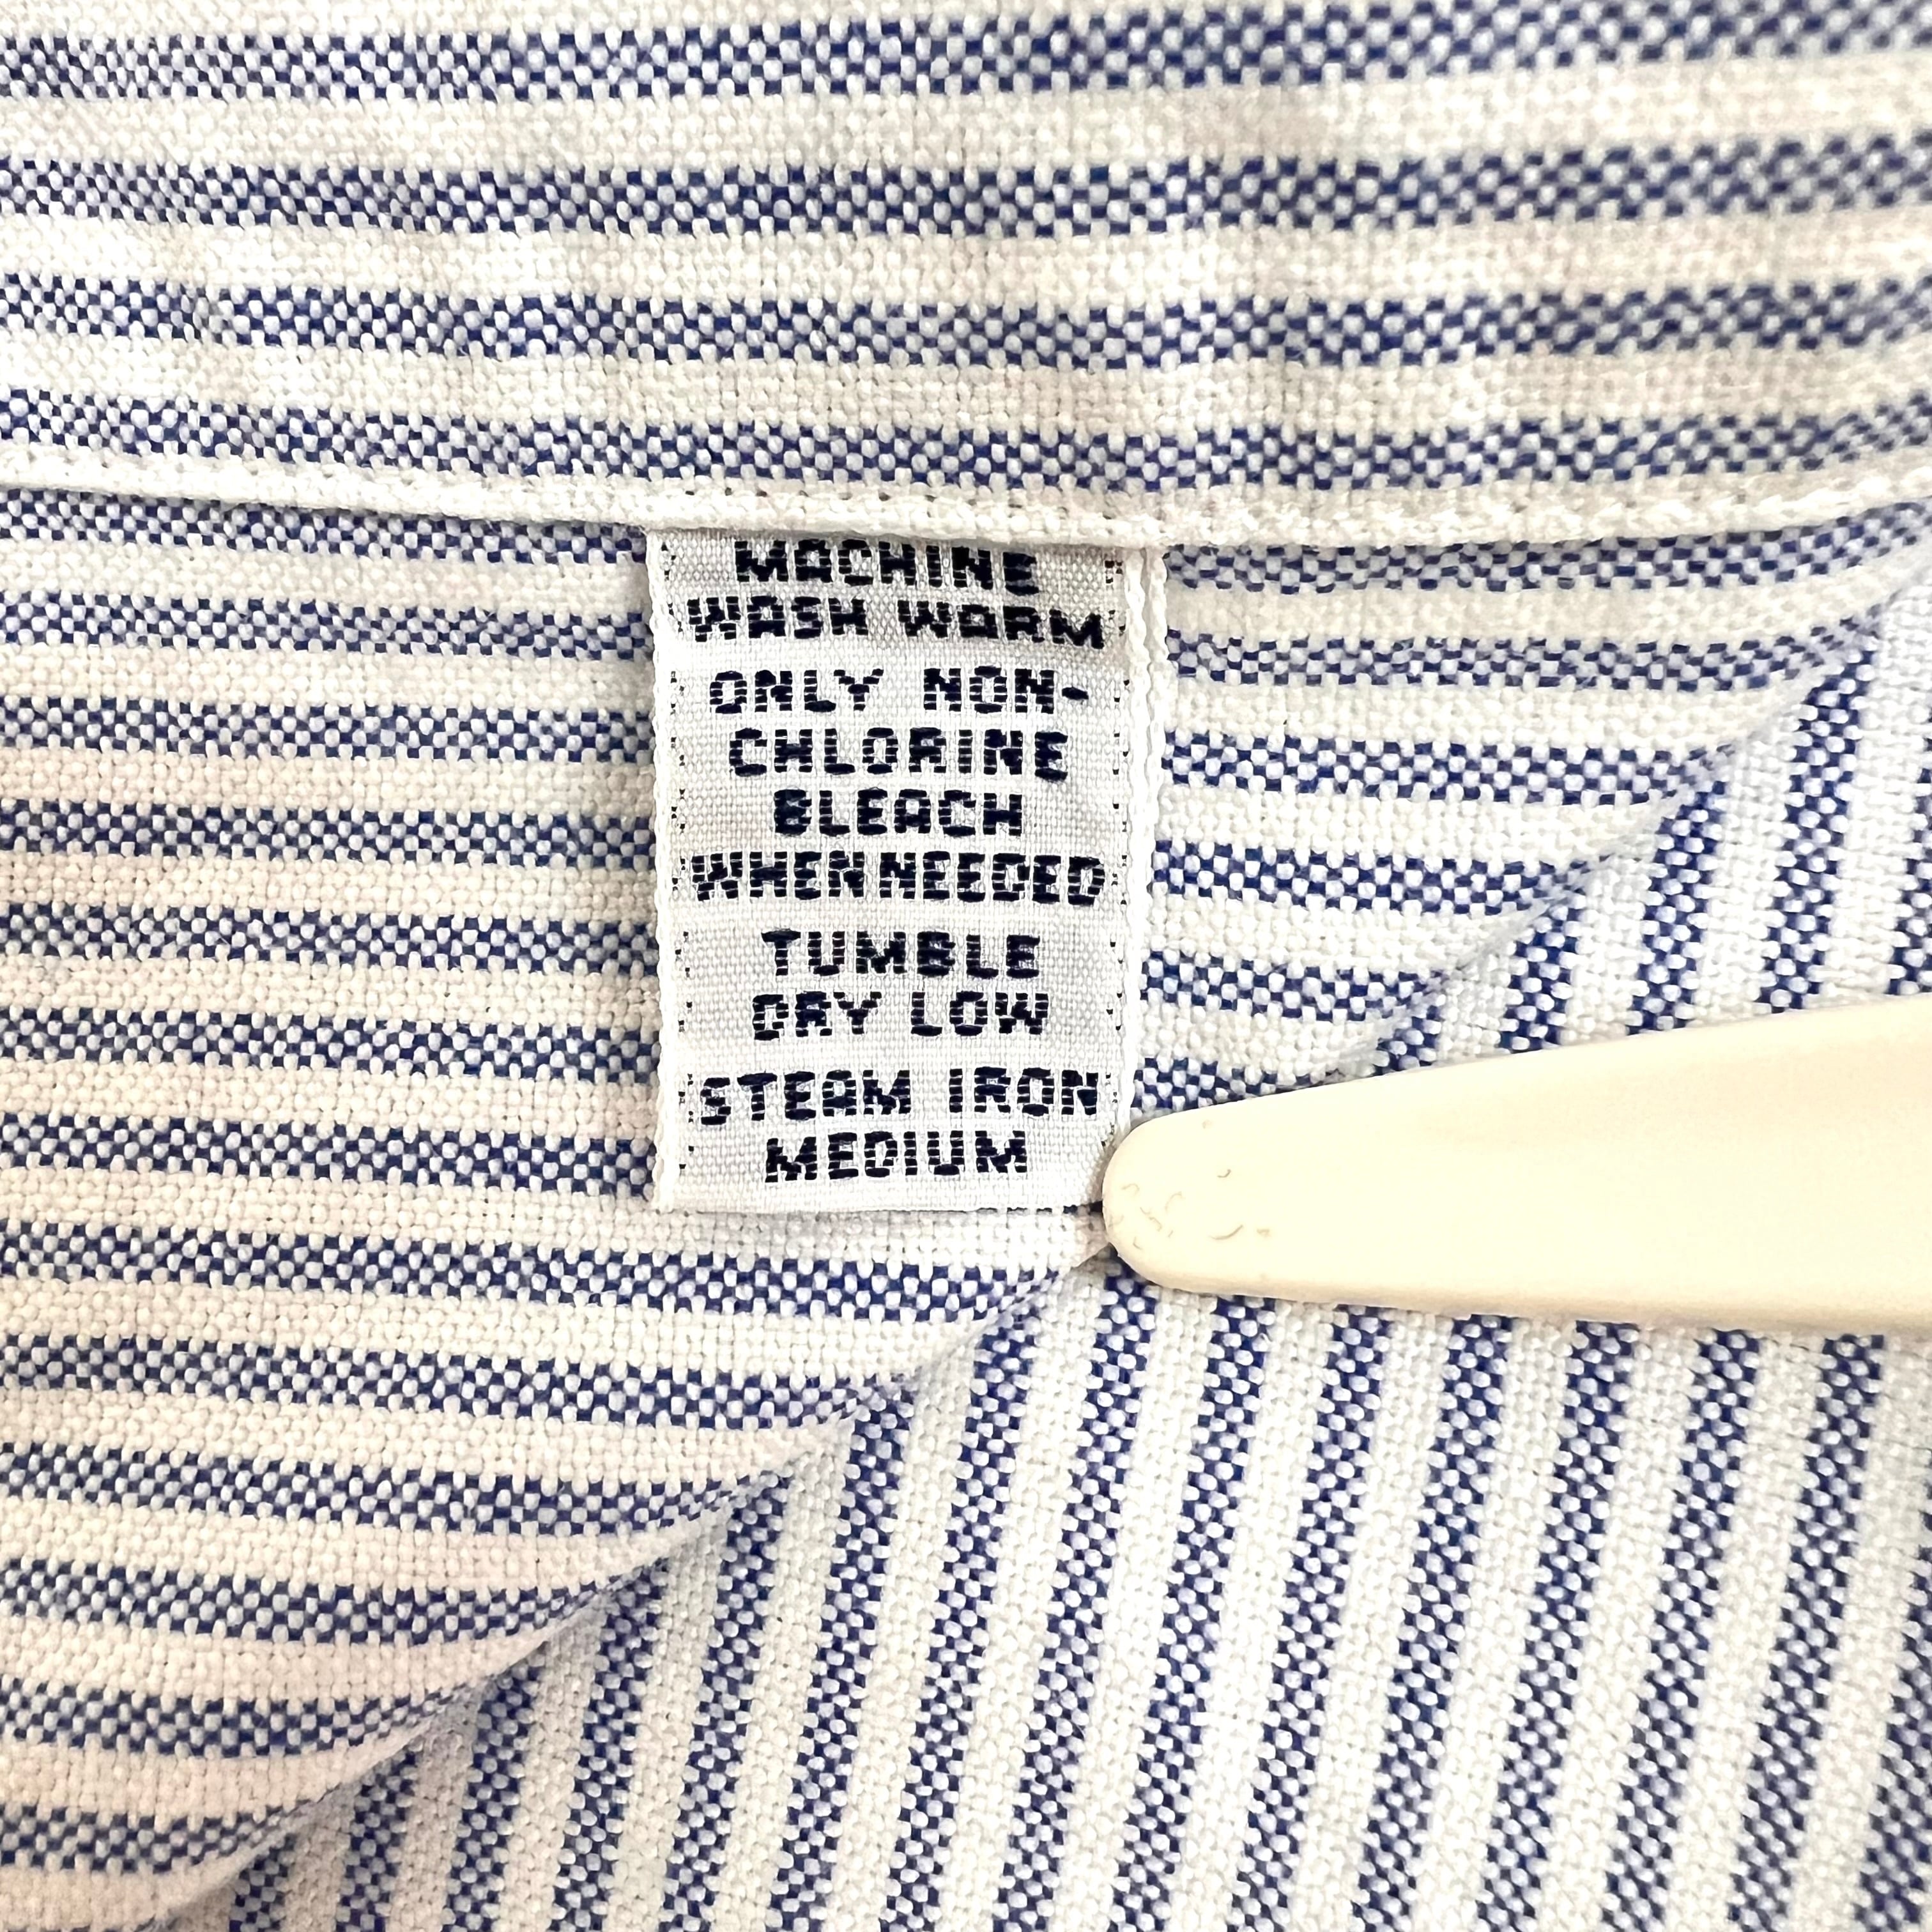 MACHINE
WASH WARM
ONLY NON-
CHLORINE
BLEACH
WHEN NEEDED
TUMBLE
DRY LOW
STEAM IRON
MEDIUM